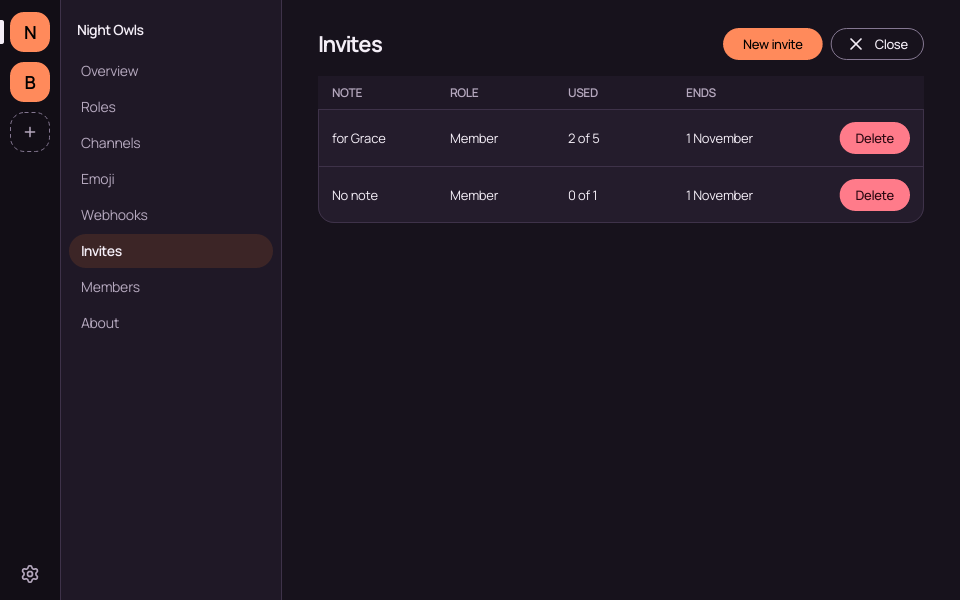 N
B
Night Owls
Overview
Roles
Channels
Emoji
Webhooks
Invites
Members
About
Invites
New invite
Close
NOTE ROLE USED ENDS
for Grace Member 2 of 5 1 November Delete
No note Member 0 of 1 1 November Delete